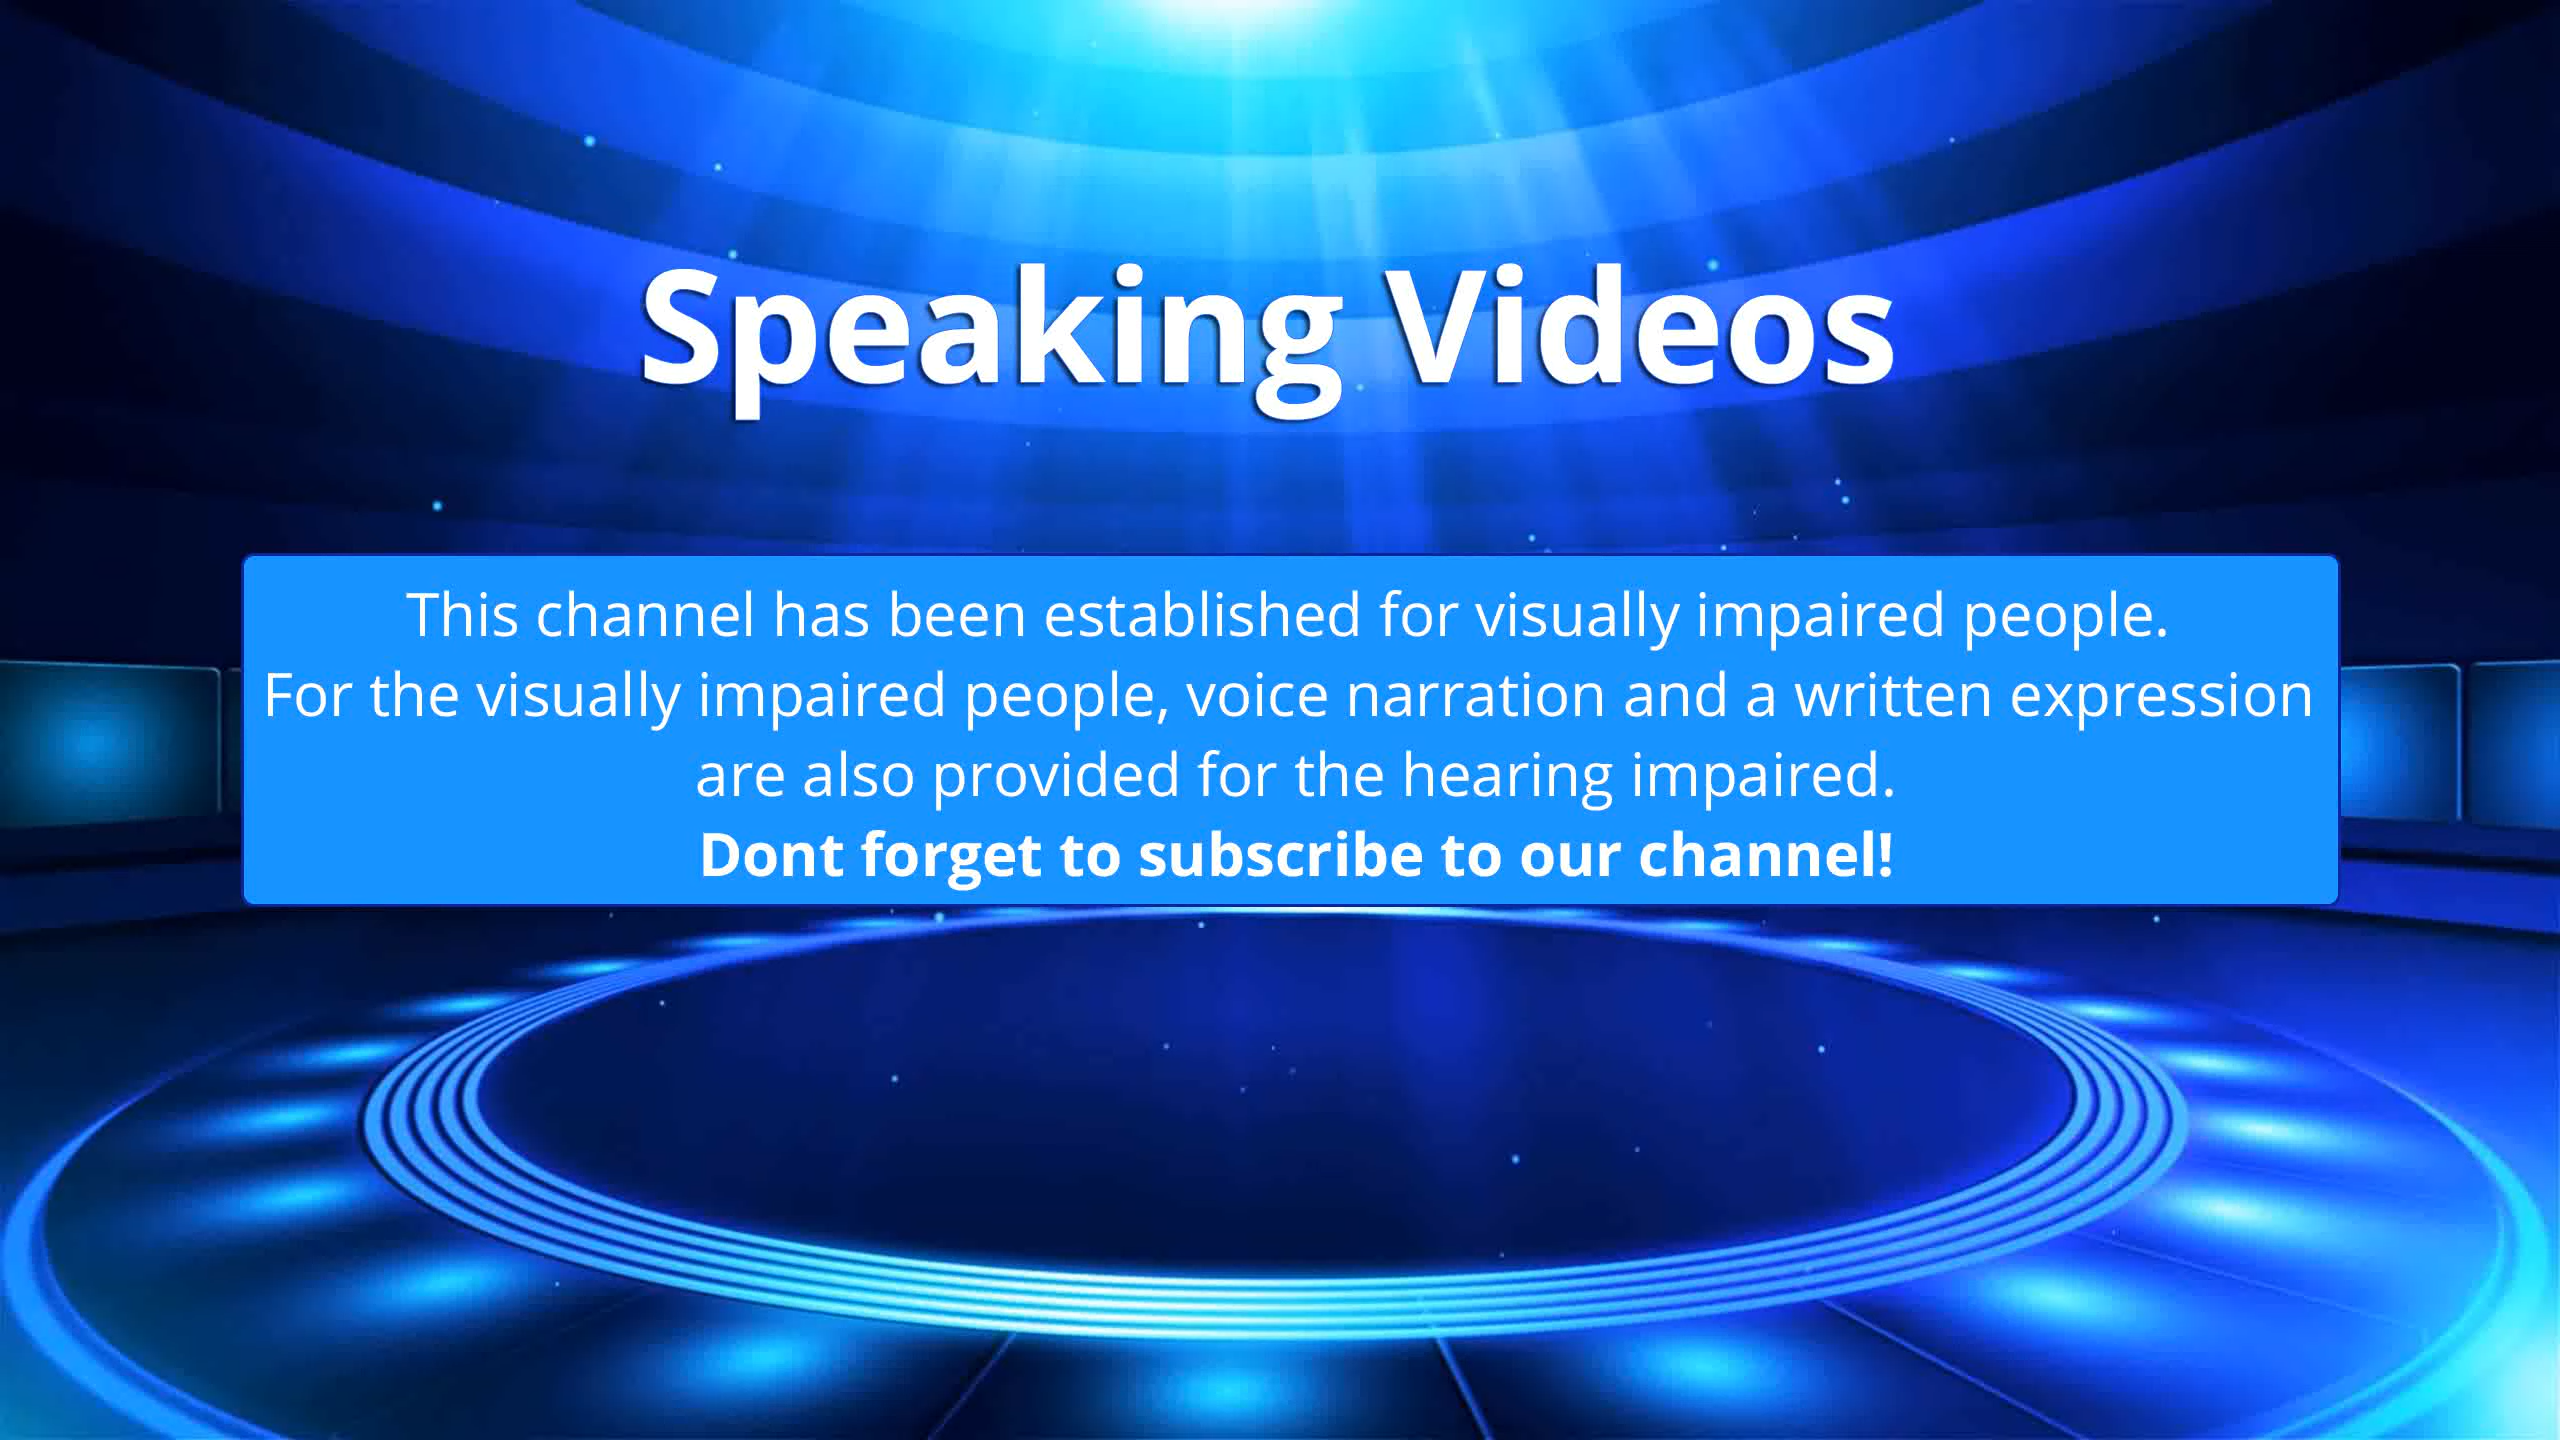 Speaking Videos
This channel has been established for visually impaired people.
For the visually impaired people, voice narration and a written expression
are also provided for the hearing impaired.
Dont forget to subscribe to our channel!